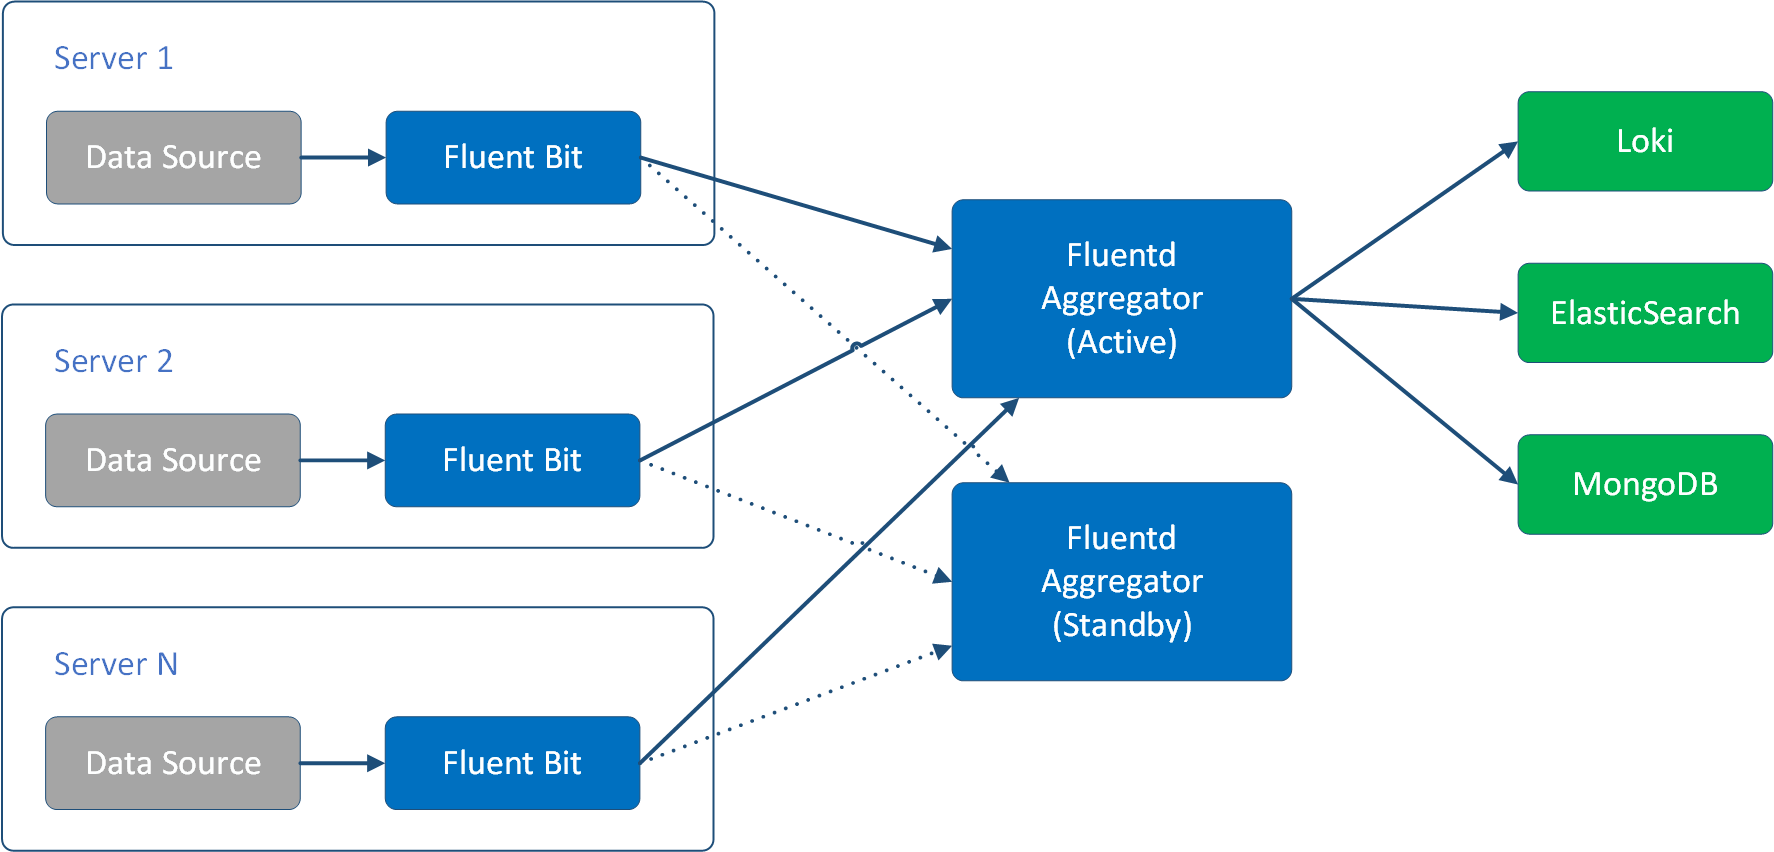 Server 1
Data Source
Fluent Bit
Server 2
Data Source
Fluent Bit
Server N
Data Source
Fluent Bit
Fluentd
Aggregator
(Active)
Fluentd
Aggregator
(Standby)
Loki
ElasticSearch
MongoDB